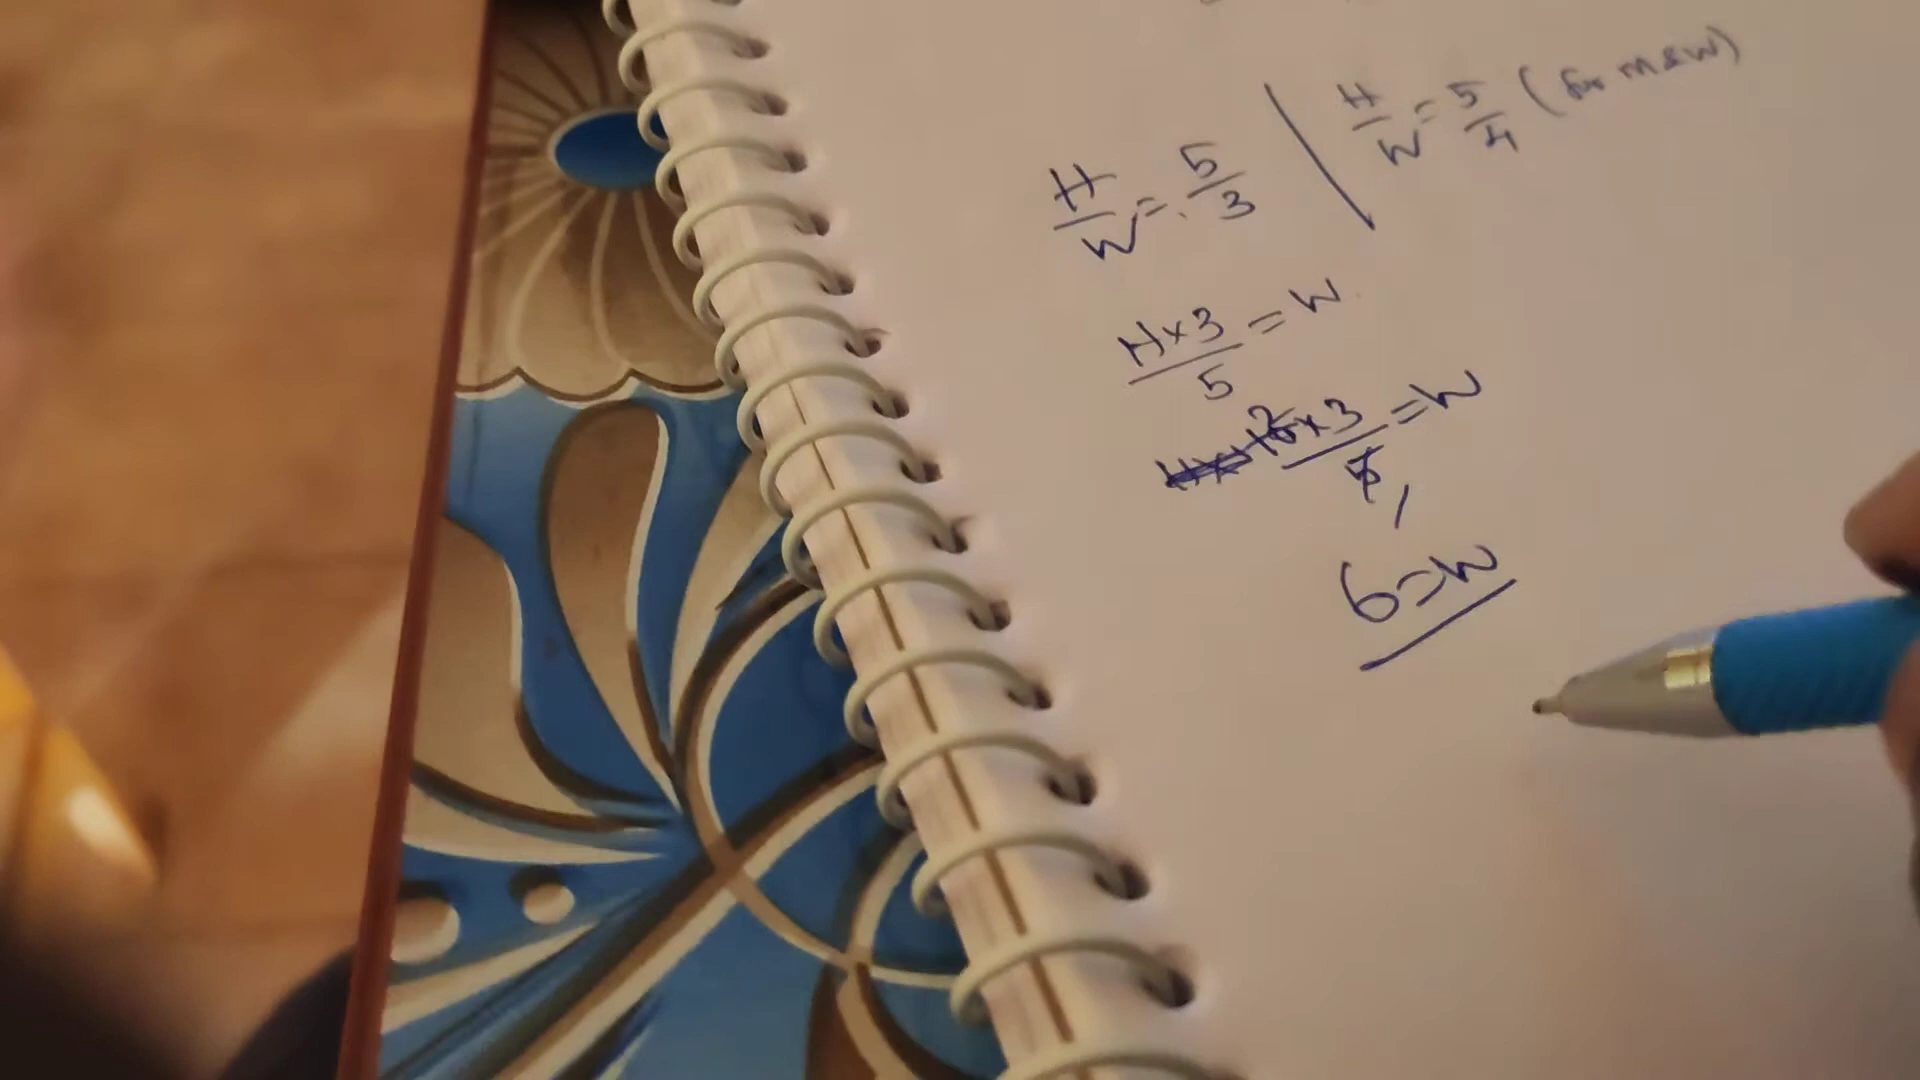 H/W = 5/3 | H/W = 5/4 (for M & W)
H×3/5 = W
10×3/5 = W
6=W